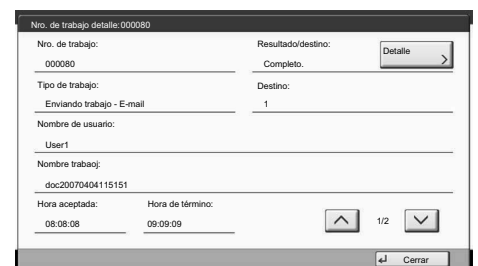 Nro. de trabajo detalle:000080
Nro. de trabajo:
Resultado/destino:
000080
Completo.
Detalle
Tipo de trabajo:
Destino:
Enviando trabajo - E-mail
1
Nombre de usuario:
User1
Nombre trabaoj:
doc20070404115151
Hora aceptada:
Hora de término:
08:08:08
09:09:09
1/2
Cerrar